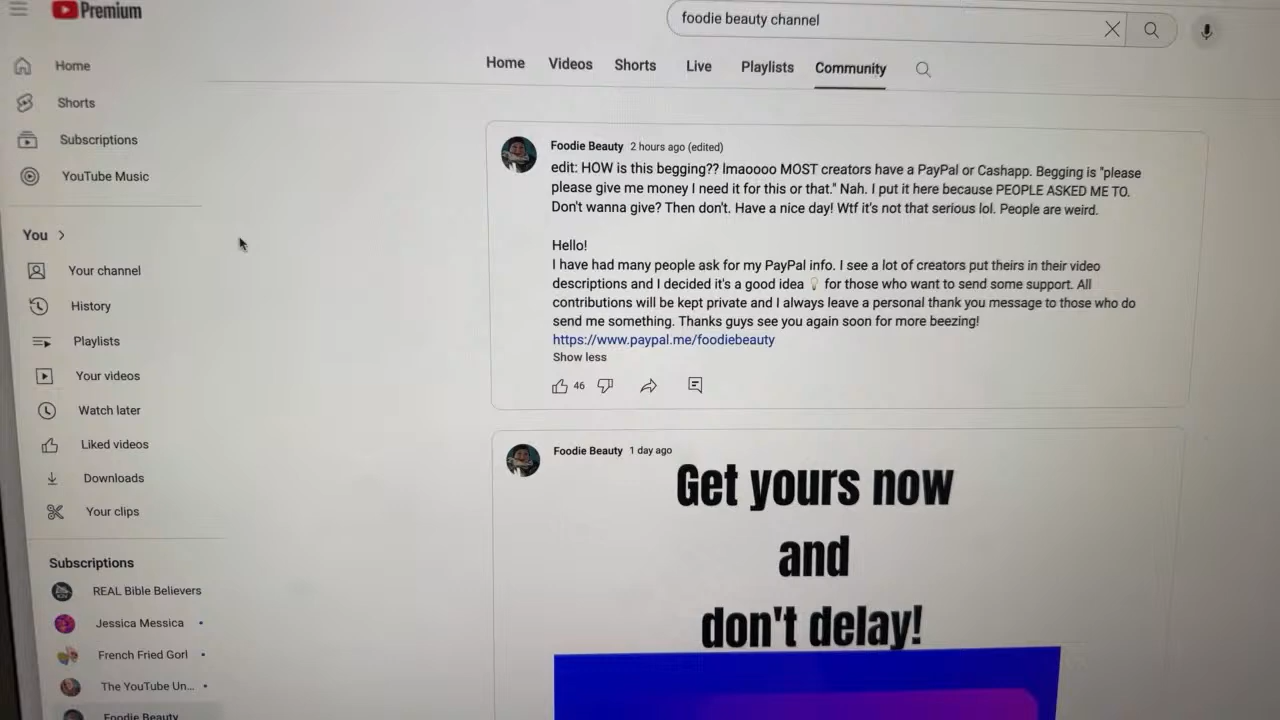 Premium
foodie beauty channel
Home
Videos
Shorts
Live
Playlists
Community
Home
Shorts
Subscriptions
YouTube Music
You
Your channel
History
Playlists
Your videos
Watch later
Liked videos
Downloads
Your clips
Subscriptions
REAL Bible Believers
Jessica Messica
French Fried Gorl
The YouTube Un...
Foodie Beauty
Foodie Beauty 2 hours ago (edited)
edit: HOW is this begging?? lmaoooo MOST creators have a PayPal or Cashapp. Begging is "please
please give me money I need it for this or that." Nah. I put it here because PEOPLE ASKED ME TO.
Don't wanna give? Then don't. Have a nice day! Wtf it's not that serious lol. People are weird.
Hello!
I have had many people ask for my PayPal info. I see a lot of creators put theirs in their video
descriptions and I decided it's a good idea 💡 for those who want to send some support. All
contributions will be kept private and I always leave a personal thank you message to those who do
send me something. Thanks guys see you again soon for more beezing!
https://www.paypal.me/foodiebeauty
Show less
46
Foodie Beauty 1 day ago
Get yours now
and
don't delay!